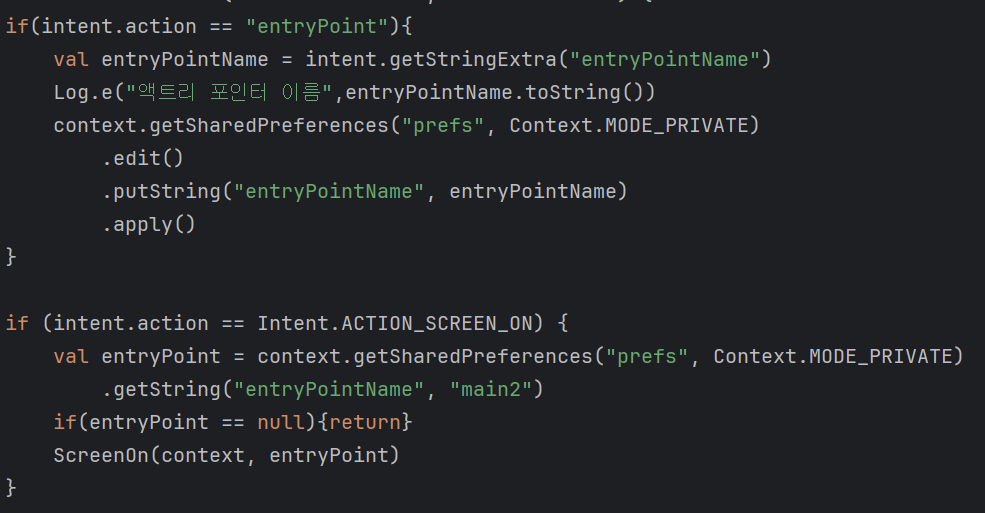 if(intent.action == "entryPoint"){
    val entryPointName = intent.getStringExtra("entryPointName")
    Log.e("액트리 포인터 이름",entryPointName.toString())
    context.getSharedPreferences("prefs", Context.MODE_PRIVATE)
        .edit()
        .putString("entryPointName", entryPointName)
        .apply()
}

if (intent.action == Intent.ACTION_SCREEN_ON) {
    val entryPoint = context.getSharedPreferences("prefs", Context.MODE_PRIVATE)
        .getString("entryPointName", "main2")
    if(entryPoint == null){return}
    ScreenOn(context, entryPoint)
}